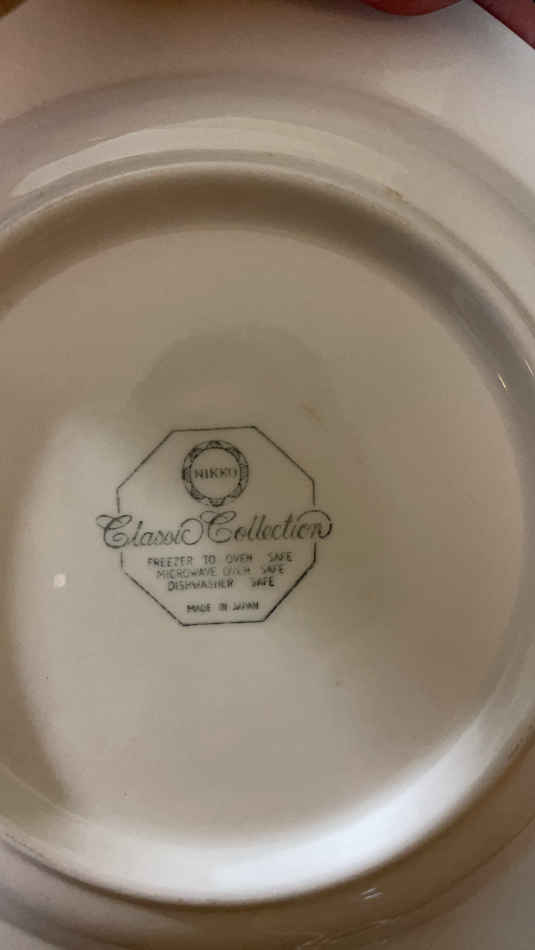 NIKKO
Classic Collection
FREEZER TO OVEN SAFE
MICROWAVE OVEN SAFE
DISHWASHER SAFE
MADE IN JAPAN